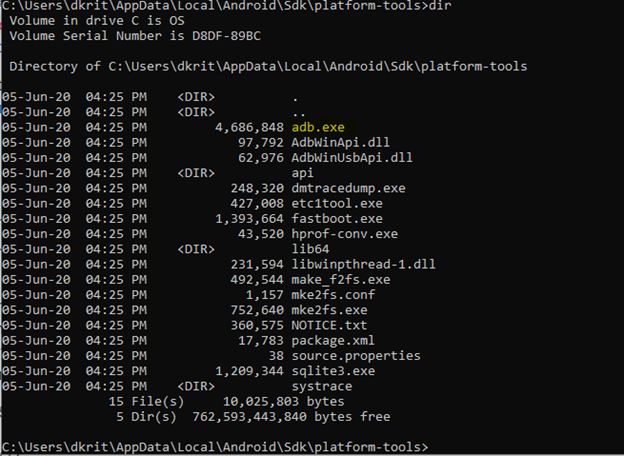 C:\Users\dkrit\AppData\Local\Android\Sdk\platform-tools>dir
 Volume in drive C is OS
 Volume Serial Number is D8DF-89BC

 Directory of C:\Users\dkrit\AppData\Local\Android\Sdk\platform-tools

05-Jun-20  04:25 PM    <DIR>          .
05-Jun-20  04:25 PM    <DIR>          ..
05-Jun-20  04:25 PM         4,686,848 adb.exe
05-Jun-20  04:25 PM            97,792 AdbWinApi.dll
05-Jun-20  04:25 PM            62,976 AdbWinUsbApi.dll
05-Jun-20  04:25 PM    <DIR>          api
05-Jun-20  04:25 PM           248,320 dmtracedump.exe
05-Jun-20  04:25 PM           427,008 etc1tool.exe
05-Jun-20  04:25 PM         1,393,664 fastboot.exe
05-Jun-20  04:25 PM            43,520 hprof-conv.exe
05-Jun-20  04:25 PM    <DIR>          lib64
05-Jun-20  04:25 PM           231,594 libwinpthread-1.dll
05-Jun-20  04:25 PM           492,544 make_f2fs.exe
05-Jun-20  04:25 PM             1,157 mke2fs.conf
05-Jun-20  04:25 PM           752,640 mke2fs.exe
05-Jun-20  04:25 PM           360,575 NOTICE.txt
05-Jun-20  04:25 PM            17,783 package.xml
05-Jun-20  04:25 PM                38 source.properties
05-Jun-20  04:25 PM         1,209,344 sqlite3.exe
05-Jun-20  04:25 PM    <DIR>          systrace
              15 File(s)     10,025,803 bytes
               5 Dir(s)  762,593,443,840 bytes free

C:\Users\dkrit\AppData\Local\Android\Sdk\platform-tools>